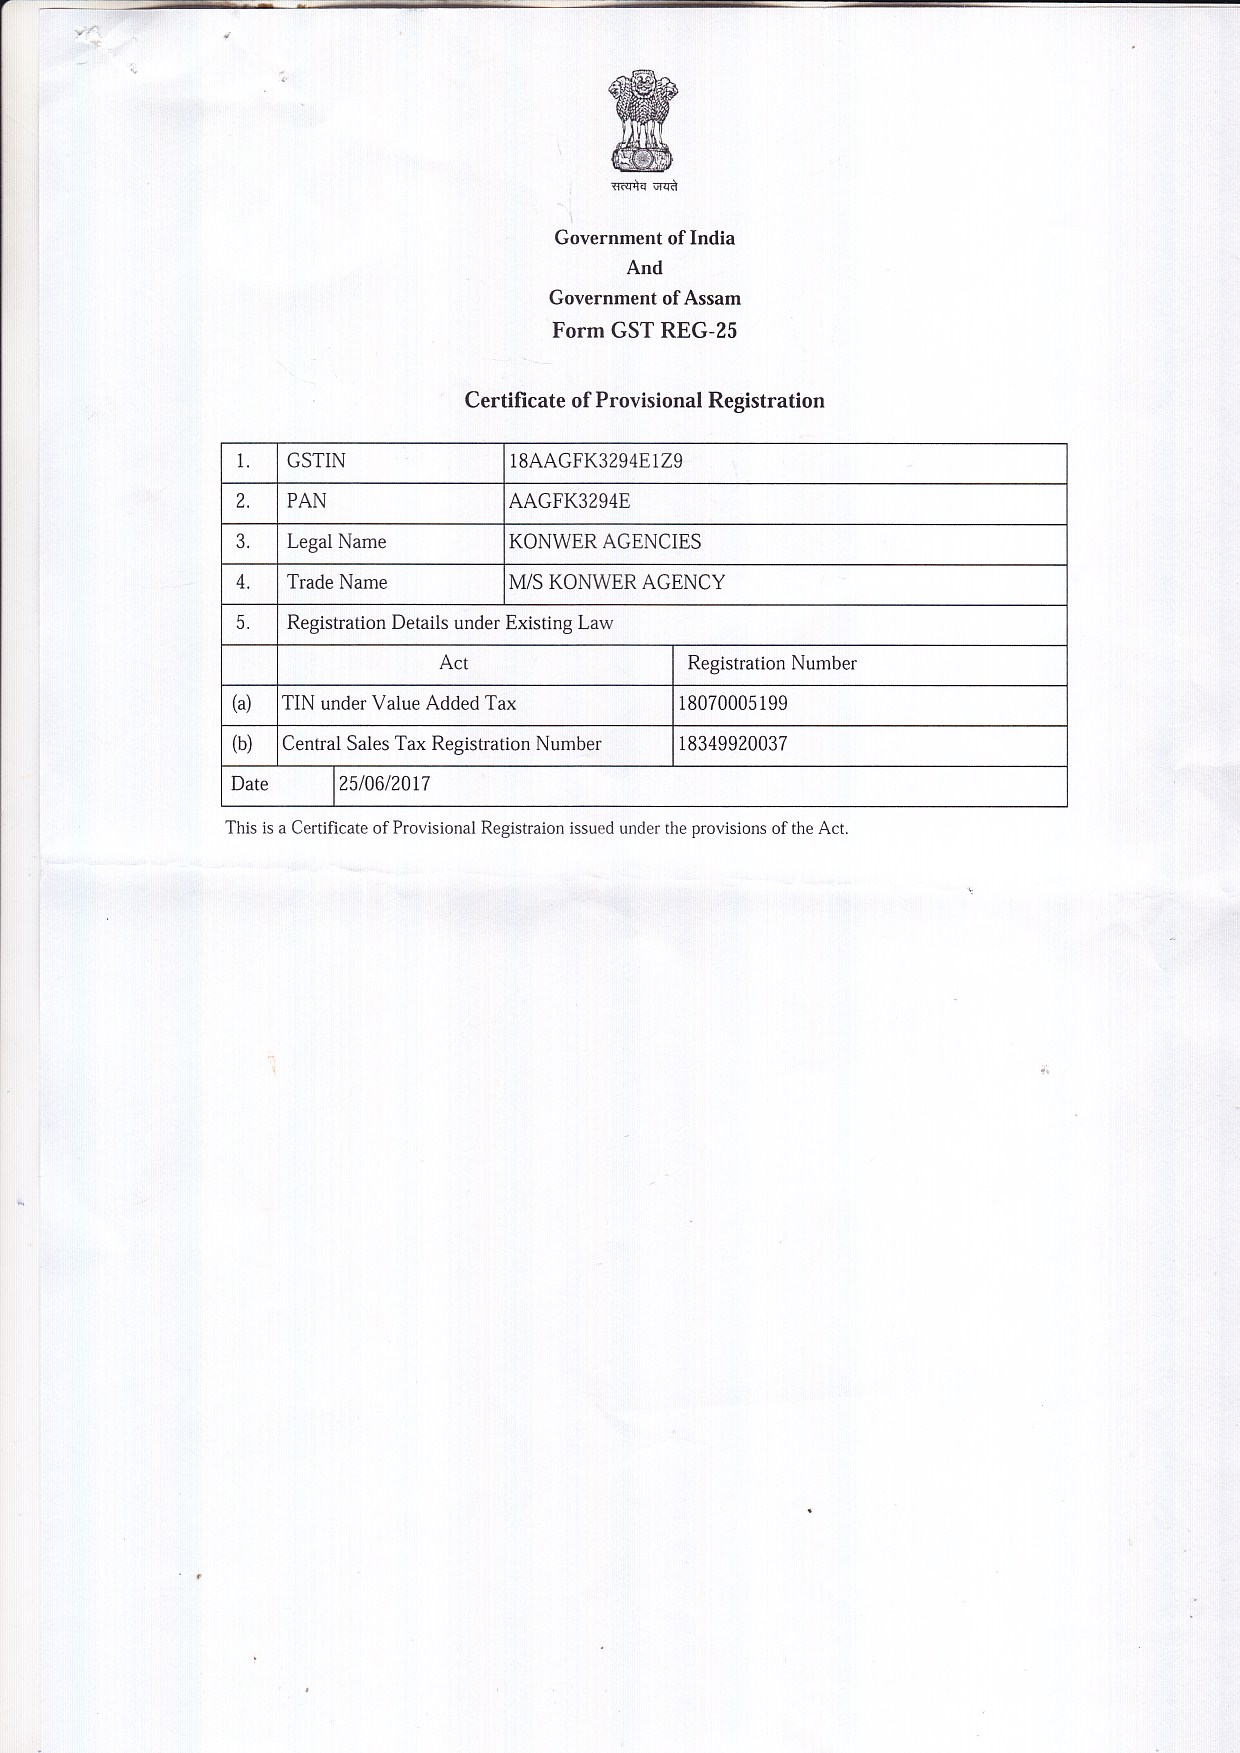 सत्यमेव जयते
Government of India
And
Government of Assam
Form GST REG-25
Certificate of Provisional Registration
1. GSTIN 18AAGFK3294E1Z9
2. PAN AAGFK3294E
3. Legal Name KONWER AGENCIES
4. Trade Name M/S KONWER AGENCY
5. Registration Details under Existing Law
Act Registration Number
(a) TIN under Value Added Tax 18070005199
(b) Central Sales Tax Registration Number 18349920037
Date 25/06/2017
This is a Certificate of Provisional Registraion issued under the provisions of the Act.